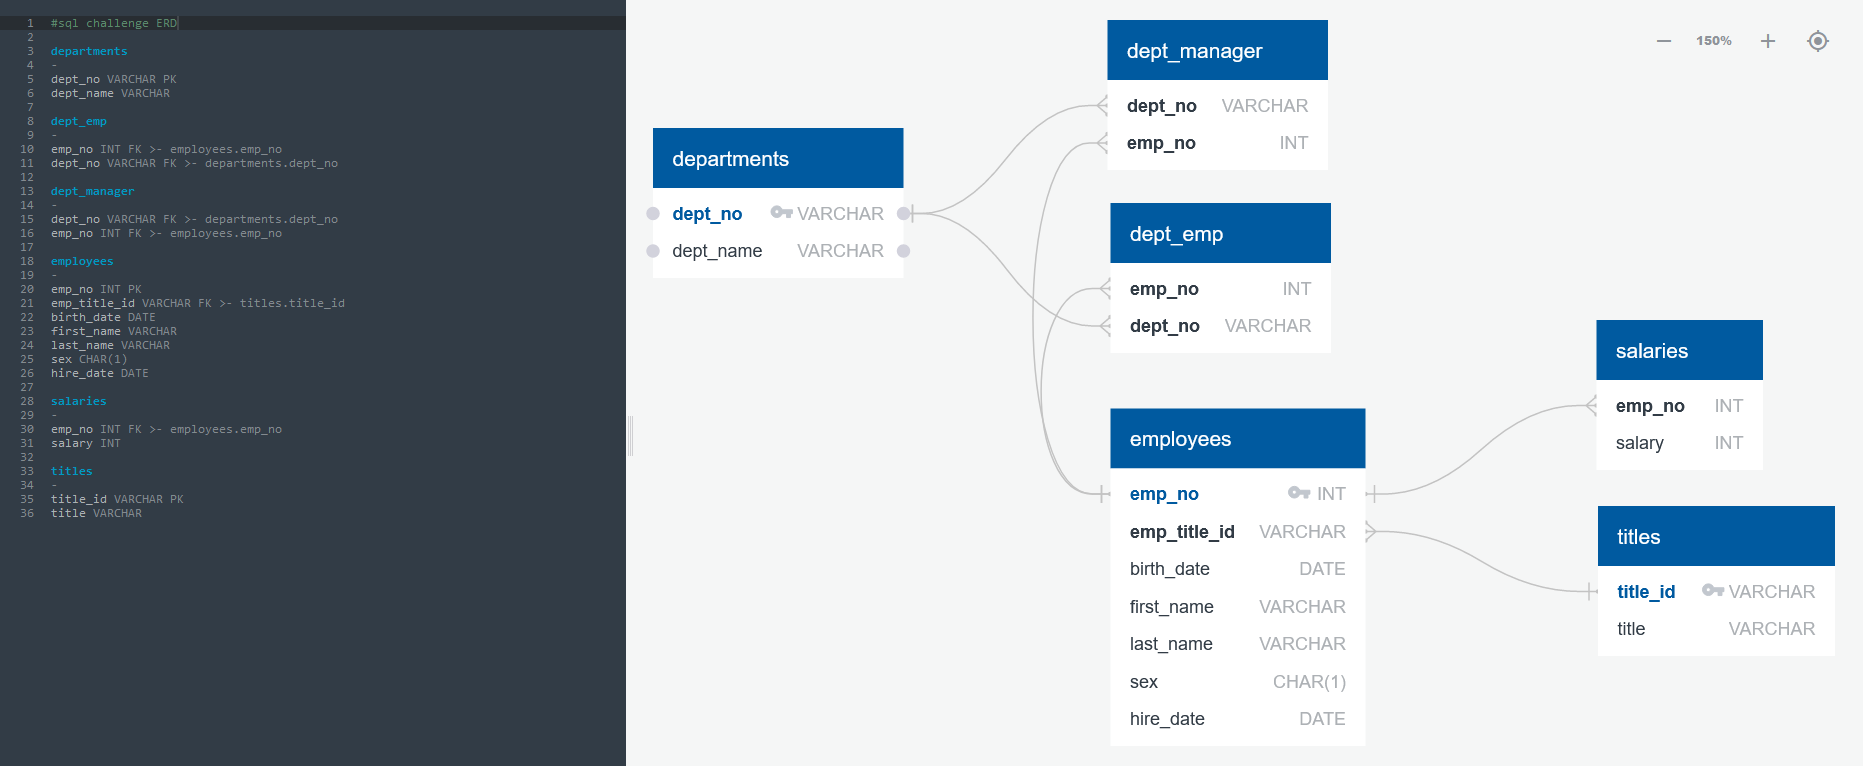 1 #sql challenge ERD
2
3 departments
4 -
5 dept_no VARCHAR PK
6 dept_name VARCHAR
7
8 dept_emp
9 -
10 emp_no INT FK >- employees.emp_no
11 dept_no VARCHAR FK >- departments.dept_no
12
13 dept_manager
14 -
15 dept_no VARCHAR FK >- departments.dept_no
16 emp_no INT FK >- employees.emp_no
17
18 employees
19 -
20 emp_no INT PK
21 emp_title_id VARCHAR FK >- titles.title_id
22 birth_date DATE
23 first_name VARCHAR
24 last_name VARCHAR
25 sex CHAR(1)
26 hire_date DATE
27
28 salaries
29 -
30 emp_no INT FK >- employees.emp_no
31 salary INT
32
33 titles
34 -
35 title_id VARCHAR PK
36 title VARCHAR
150%
departments
dept_no VARCHAR
dept_name VARCHAR
dept_manager
dept_no VARCHAR
emp_no INT
dept_emp
emp_no INT
dept_no VARCHAR
employees
emp_no INT
emp_title_id VARCHAR
birth_date DATE
first_name VARCHAR
last_name VARCHAR
sex CHAR(1)
hire_date DATE
salaries
emp_no INT
salary INT
titles
title_id VARCHAR
title VARCHAR